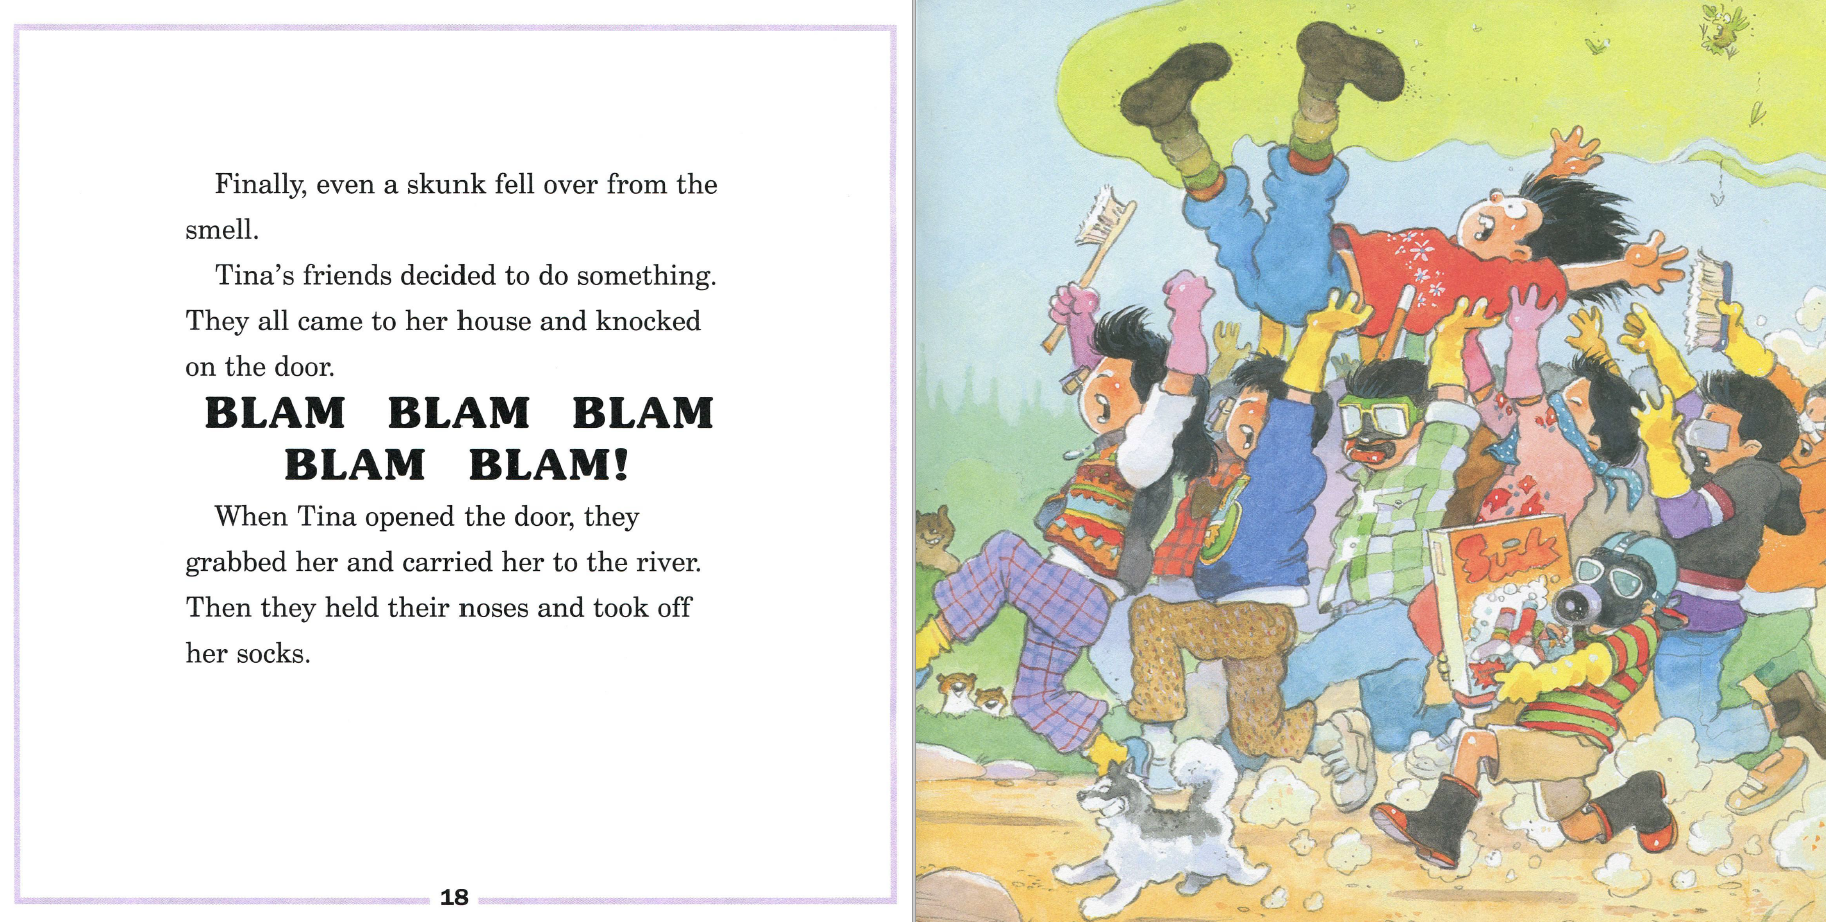 Finally, even a skunk fell over from the
smell.
Tina's friends decided to do something.
They all came to her house and knocked
on the door.
BLAM BLAM BLAM
BLAM BLAM!
When Tina opened the door, they
grabbed her and carried her to the river.
Then they held their noses and took off
her socks.
18
Stink